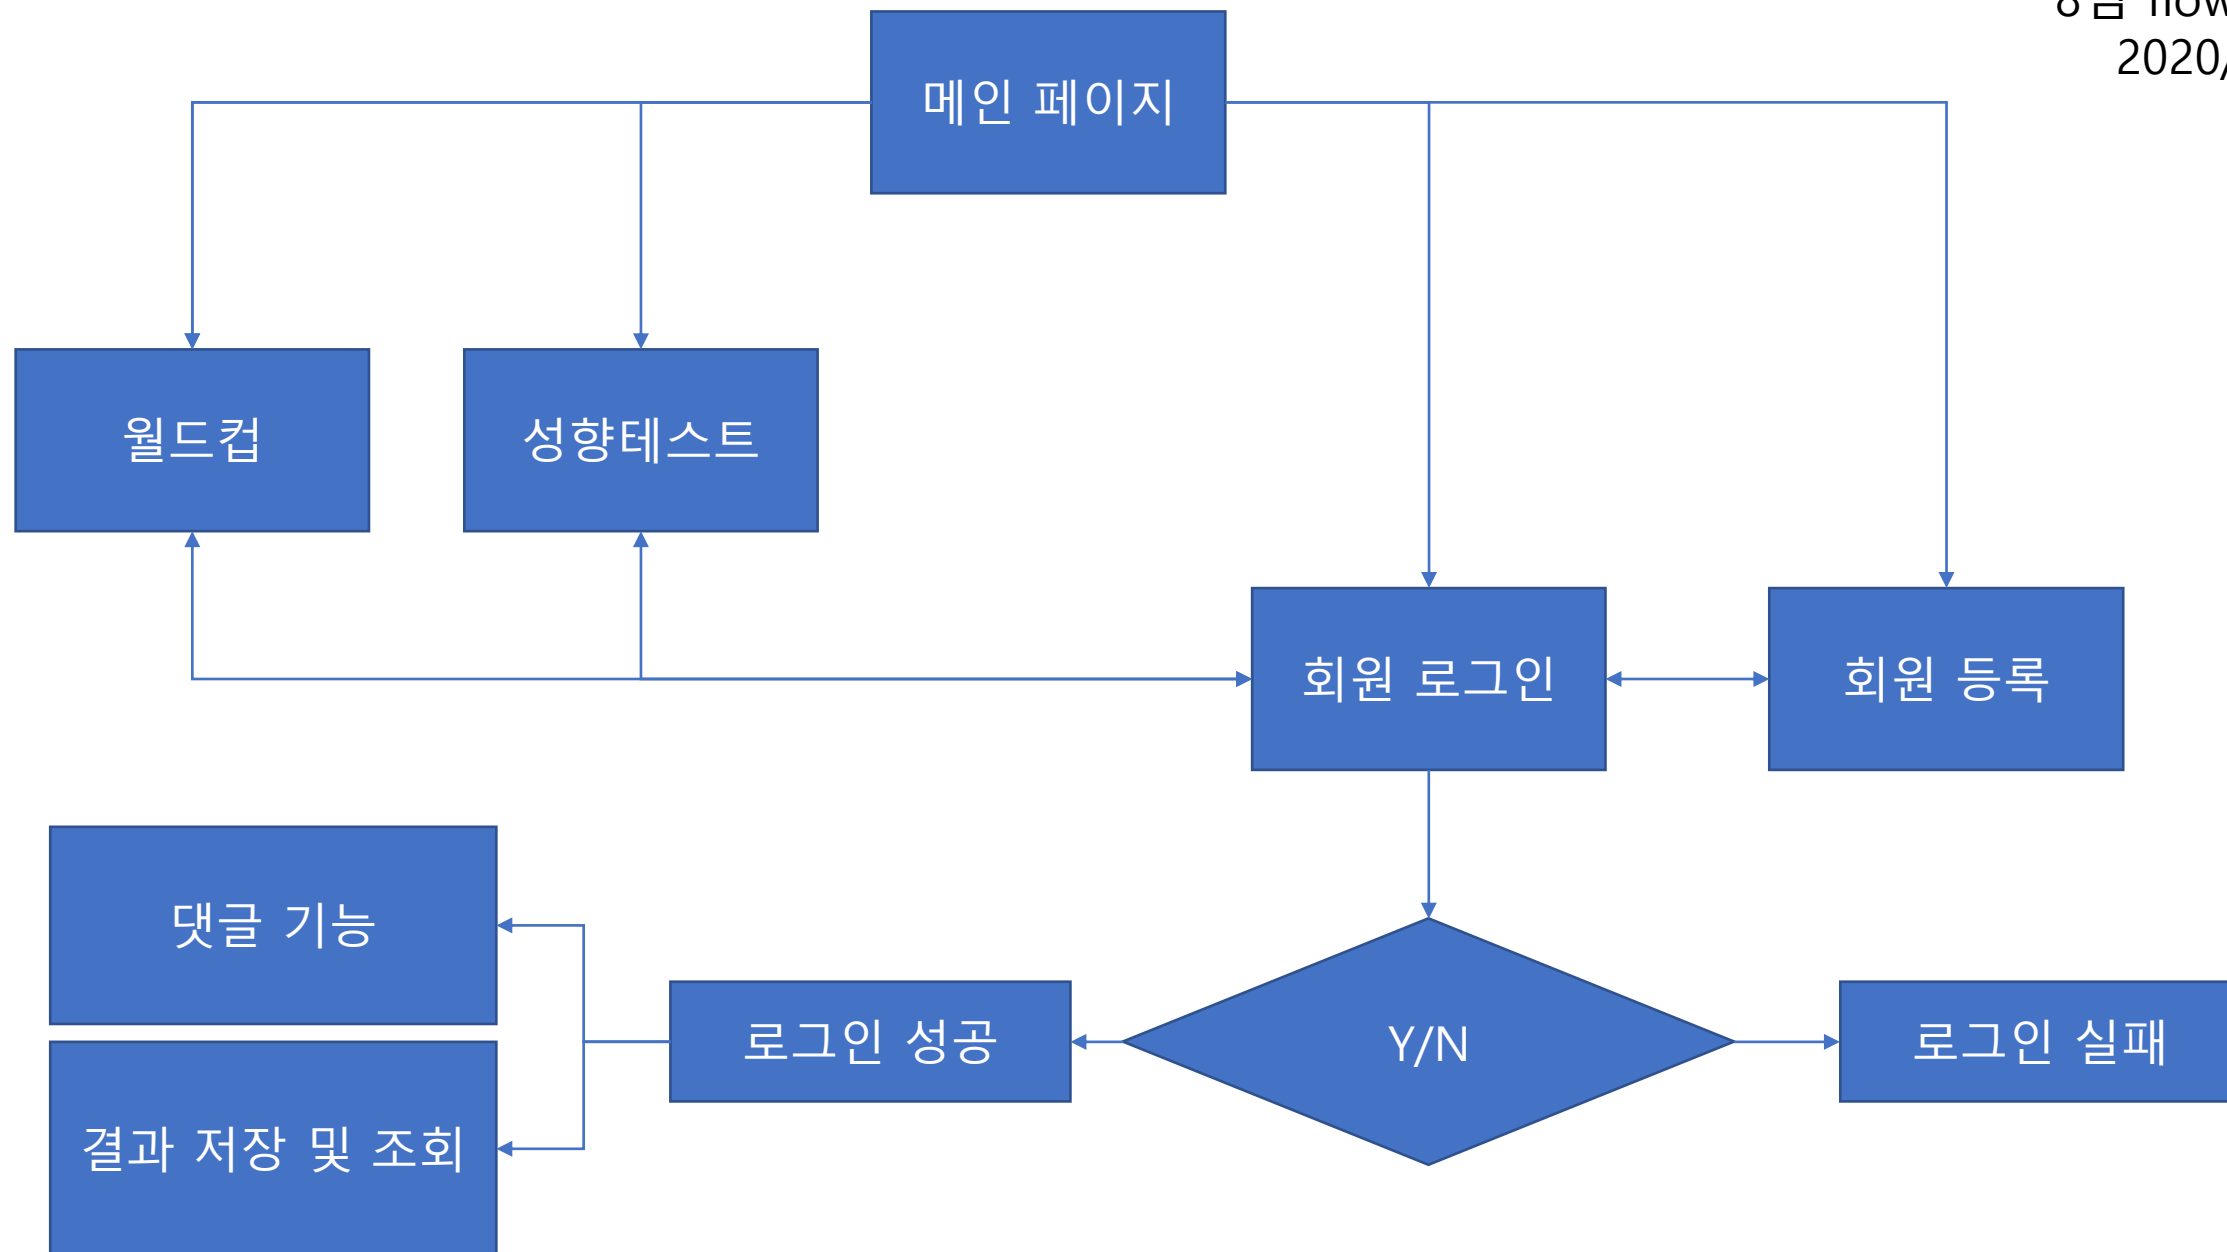 2020/
메인 페이지
월드컵
성향테스트
회원 로그인
회원 등록
댓글 기능
로그인 성공
Y/N
로그인 실패
결과 저장 및 조회